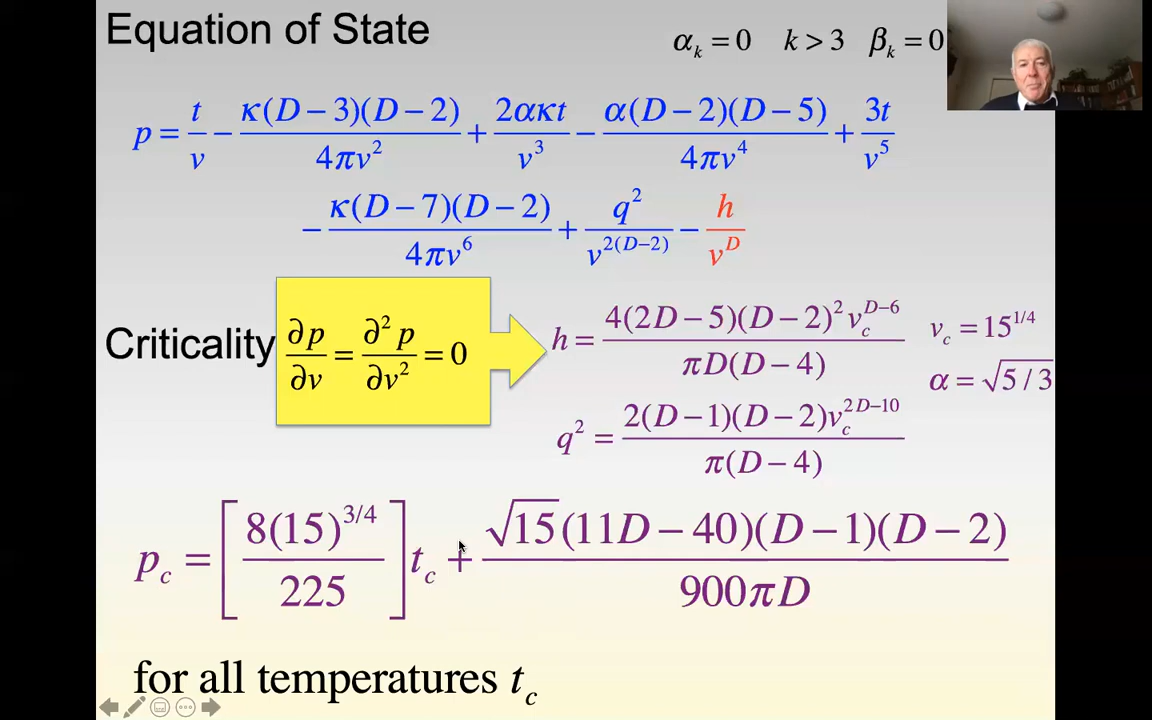 Equation of State
α_k = 0   k > 3   β_k = 0
p = t/v − κ(D−3)(D−2)/4πv² + 2ακt/v³ − α(D−2)(D−5)/4πv⁴ + 3t/v⁵
− κ(D−7)(D−2)/4πv⁶ + q²/v^{2(D−2)} − h/v^D
Criticality ∂p/∂v = ∂²p/∂v² = 0
h = 4(2D−5)(D−2)²v_c^{D−6}/πD(D−4)   v_c = 15^{1/4}
α = √(5/3)
q² = 2(D−1)(D−2)v_c^{2D−10}/π(D−4)
p_c = [8(15)^{3/4}/225] t_c + √15(11D−40)(D−1)(D−2)/900πD
for all temperatures t_c